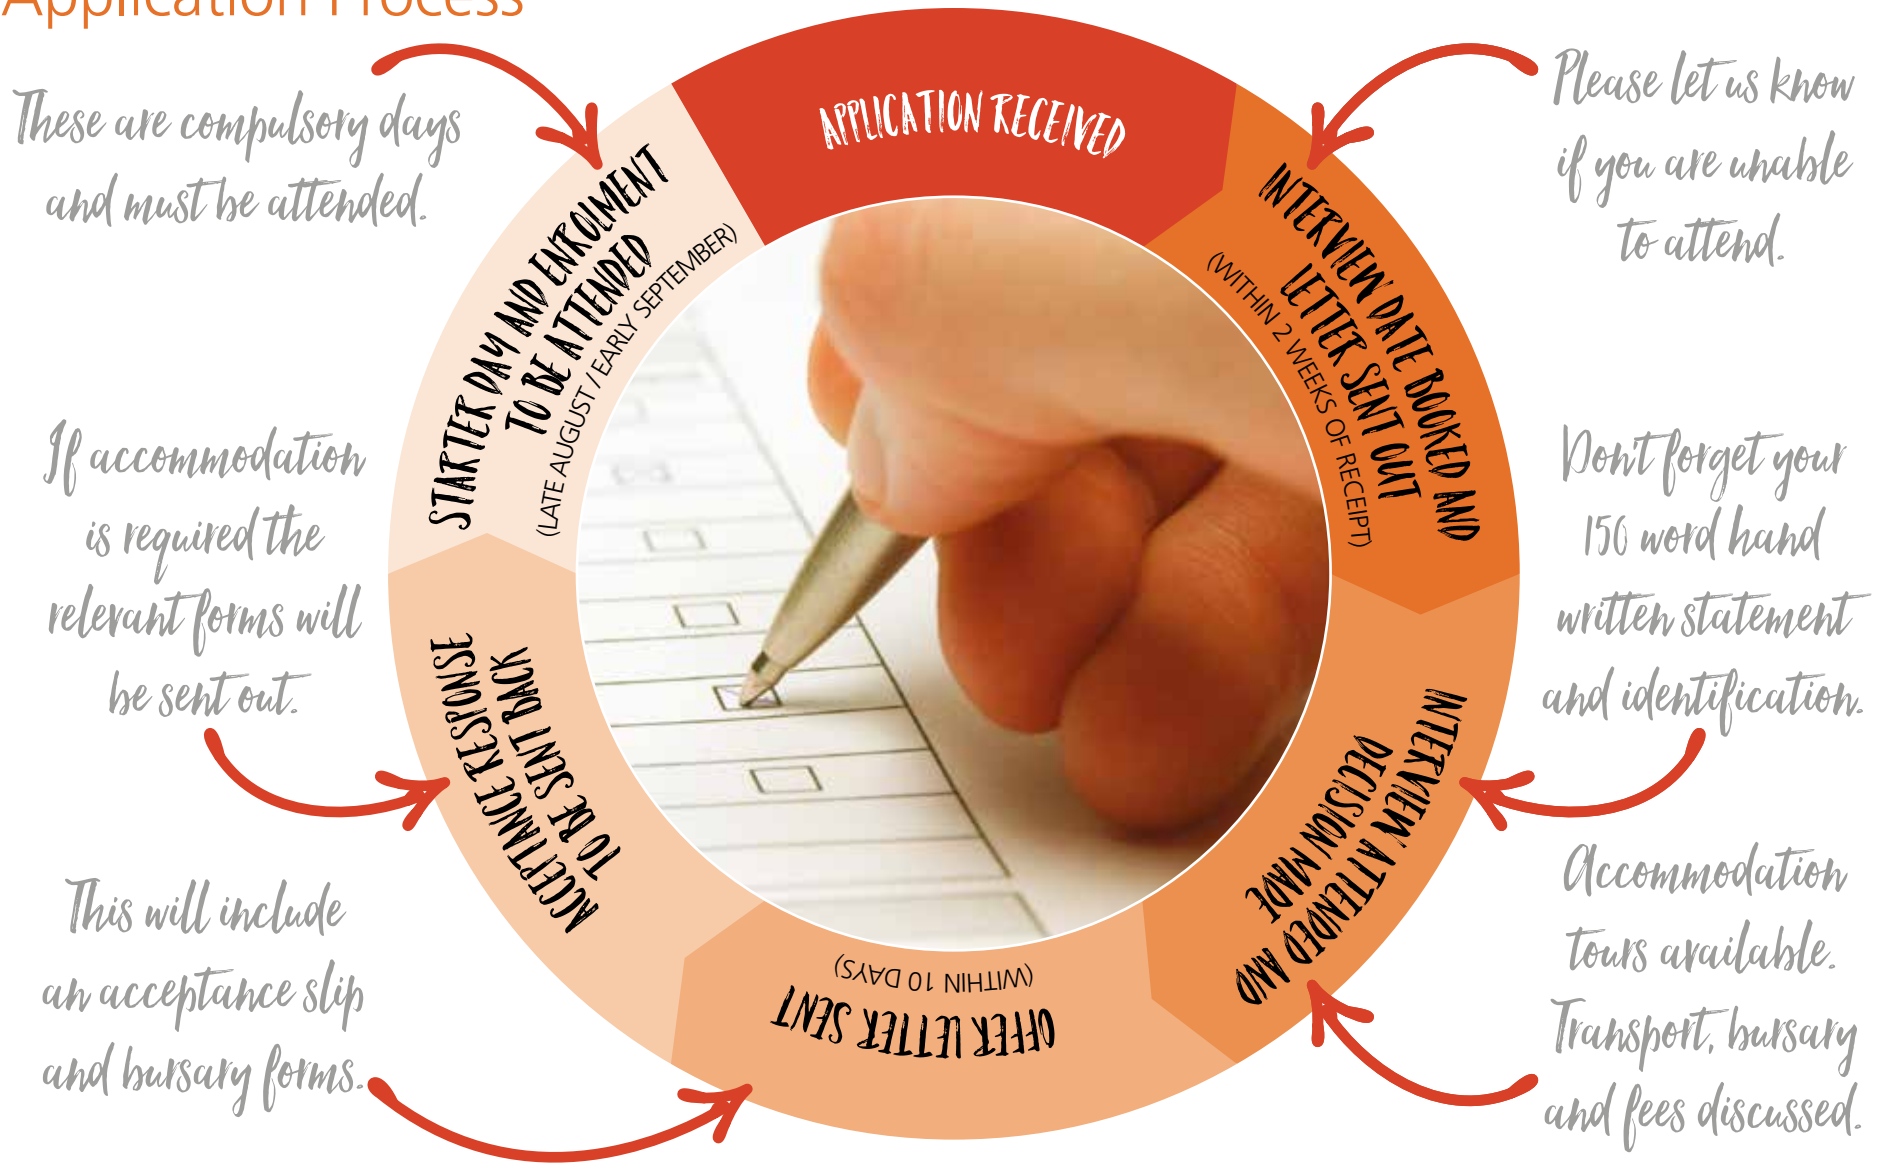 Application Process
APPLICATION RECEIVED
INTERVIEW DATE BOOKED AND
LETTER SENT OUT
(WITHIN 2 WEEKS OF RECEIPT)
Please let us know
if you are unable
to attend.
INTERVIEW ATTENDED AND
DECISION MADE
Don't forget your
150 word hand
written statement
and identification.
Accommodation
tours available.
Transport, bursary
and fees discussed.
OFFER LETTER SENT
(WITHIN 10 DAYS)
This will include
an acceptance slip
and bursary forms.
ACCEPTANCE RESPONSE
TO BE SENT BACK
If accommodation
is required the
relevant forms will
be sent out.
STARTER DAY AND ENROLMENT
TO BE ATTENDED
(LATE AUGUST / EARLY SEPTEMBER)
These are compulsory days
and must be attended.